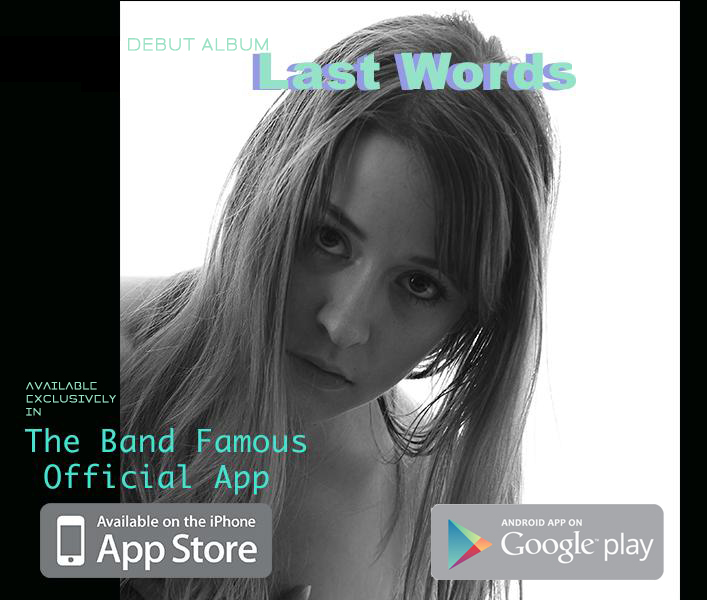 DEBUT ALBUM
Last Words
AVAILABLE
EXCLUSIVELY
IN
The Band Famous
Official App
Available on the iPhone
App Store
ANDROID APP ON
Google play